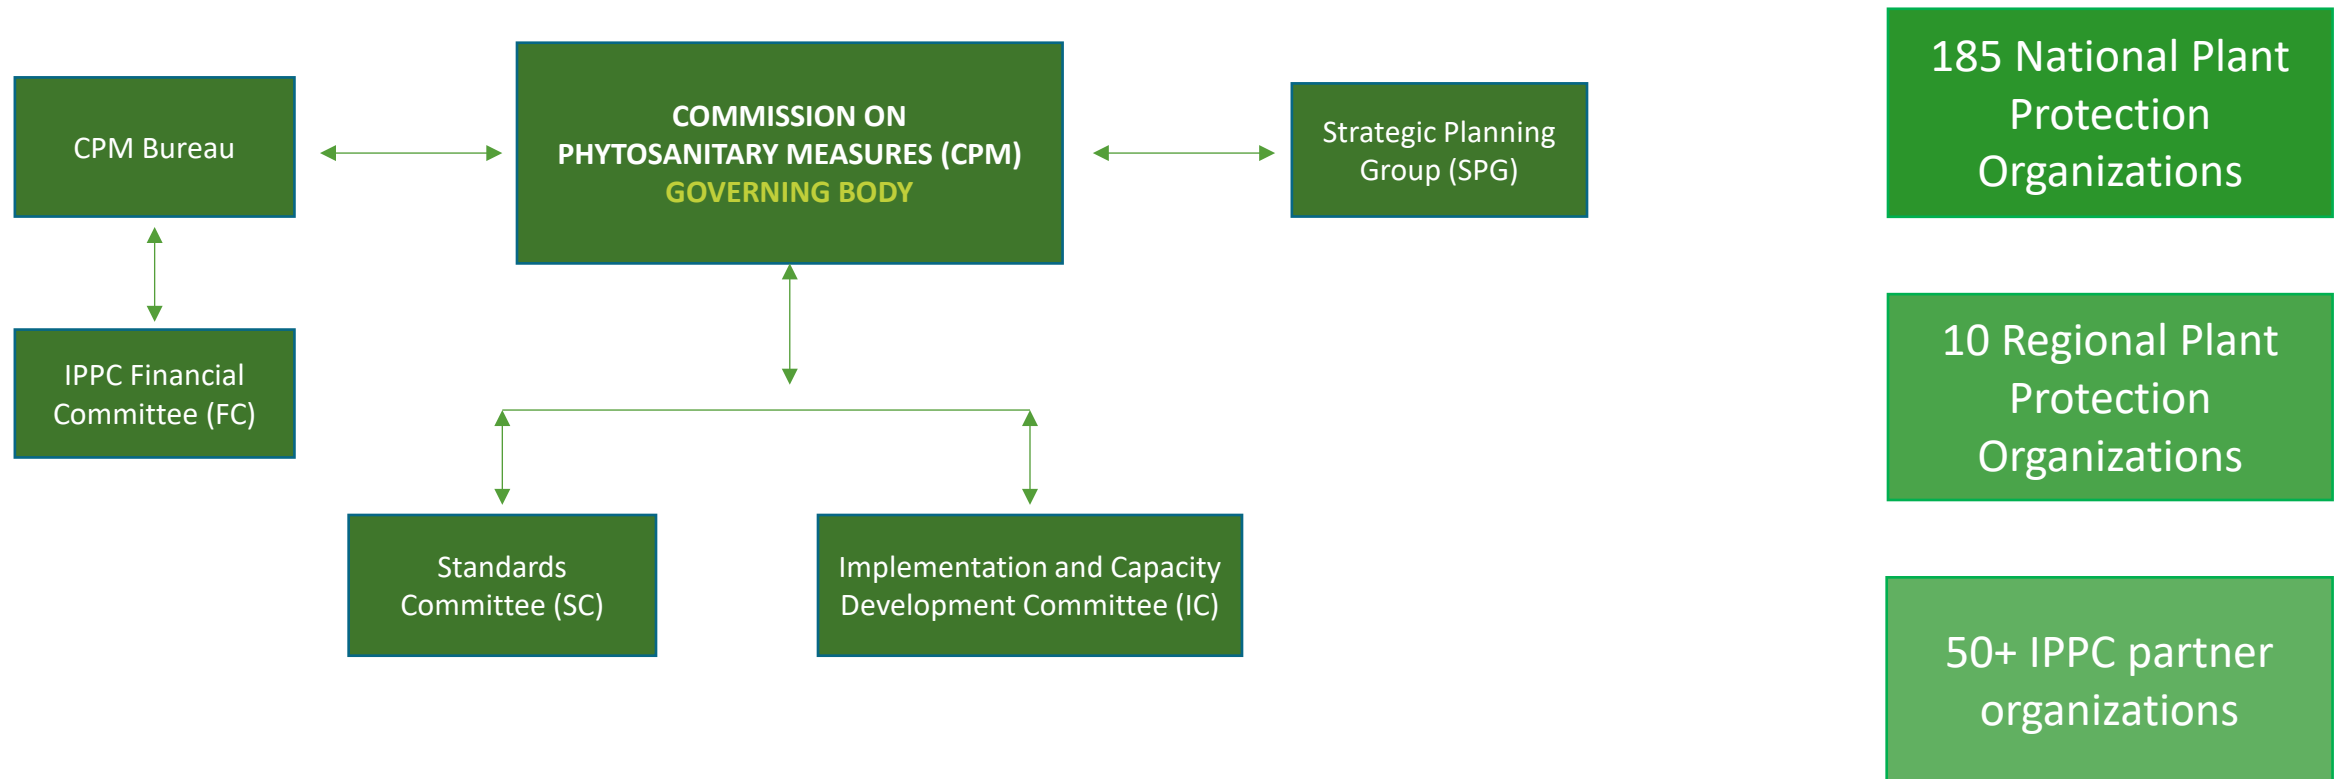 CPM Bureau
COMMISSION ON
PHYTOSANITARY MEASURES (CPM)
GOVERNING BODY
Strategic Planning
Group (SPG)
IPPC Financial
Committee (FC)
Standards
Committee (SC)
Implementation and Capacity
Development Committee (IC)
185 National Plant
Protection
Organizations
10 Regional Plant
Protection
Organizations
50+ IPPC partner
organizations